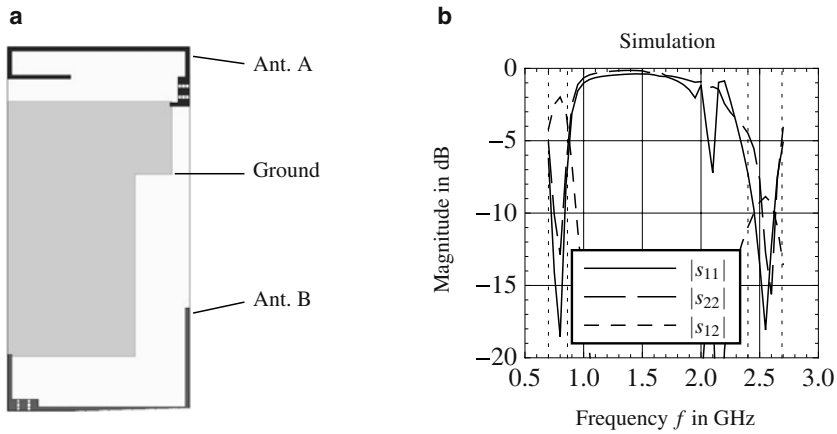 a
Ant. A
Ground
Ant. B
b
Simulation
Magnitude in dB
0
−5
−10
−15
−20
|s11|
|s22|
|s12|
0.5
1.0
1.5
2.0
2.5
3.0
Frequency f in GHz